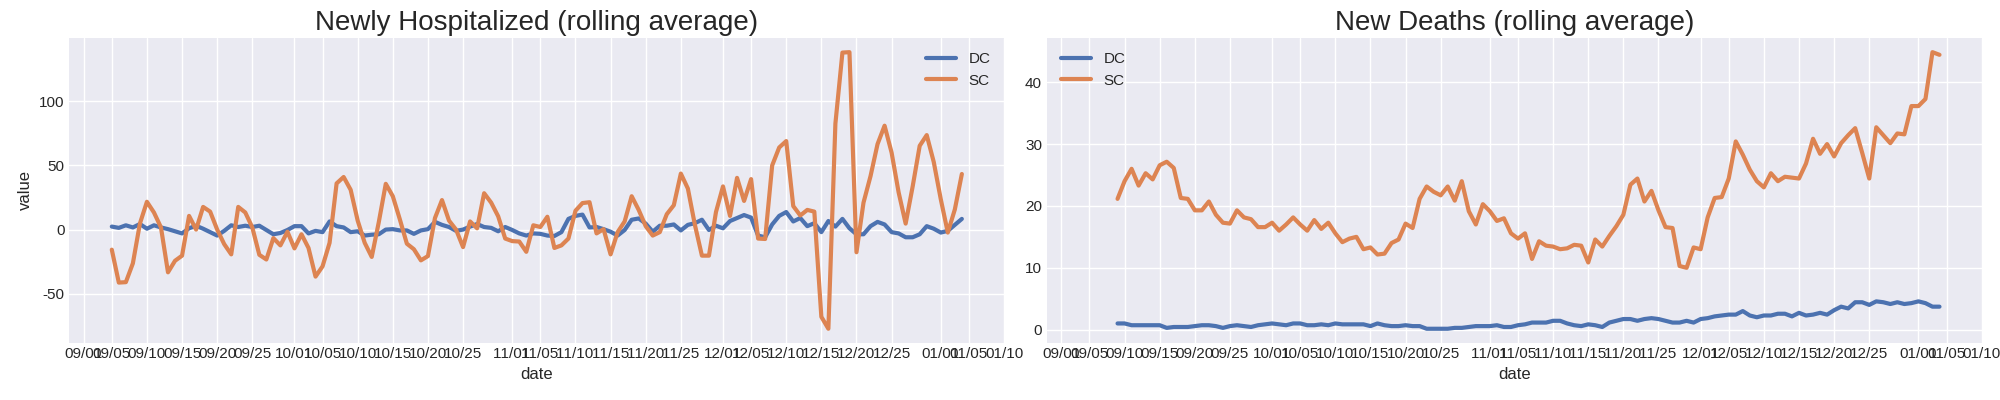 Newly Hospitalized (rolling average)
DC
SC
value
100
50
0
-50
09/01 09/05 09/10 09/15 09/20 09/25 10/01 10/05 10/10 10/15 10/20 10/25 11/01 11/05 11/10 11/15 11/20 11/25 12/01 12/05 12/10 12/15 12/20 12/25 01/01 01/05 01/10
date
New Deaths (rolling average)
DC
SC
40
30
20
10
0
09/01 09/05 09/10 09/15 09/20 09/25 10/01 10/05 10/10 10/15 10/20 10/25 11/01 11/05 11/10 11/15 11/20 11/25 12/01 12/05 12/10 12/15 12/20 12/25 01/01 01/05 01/10
date